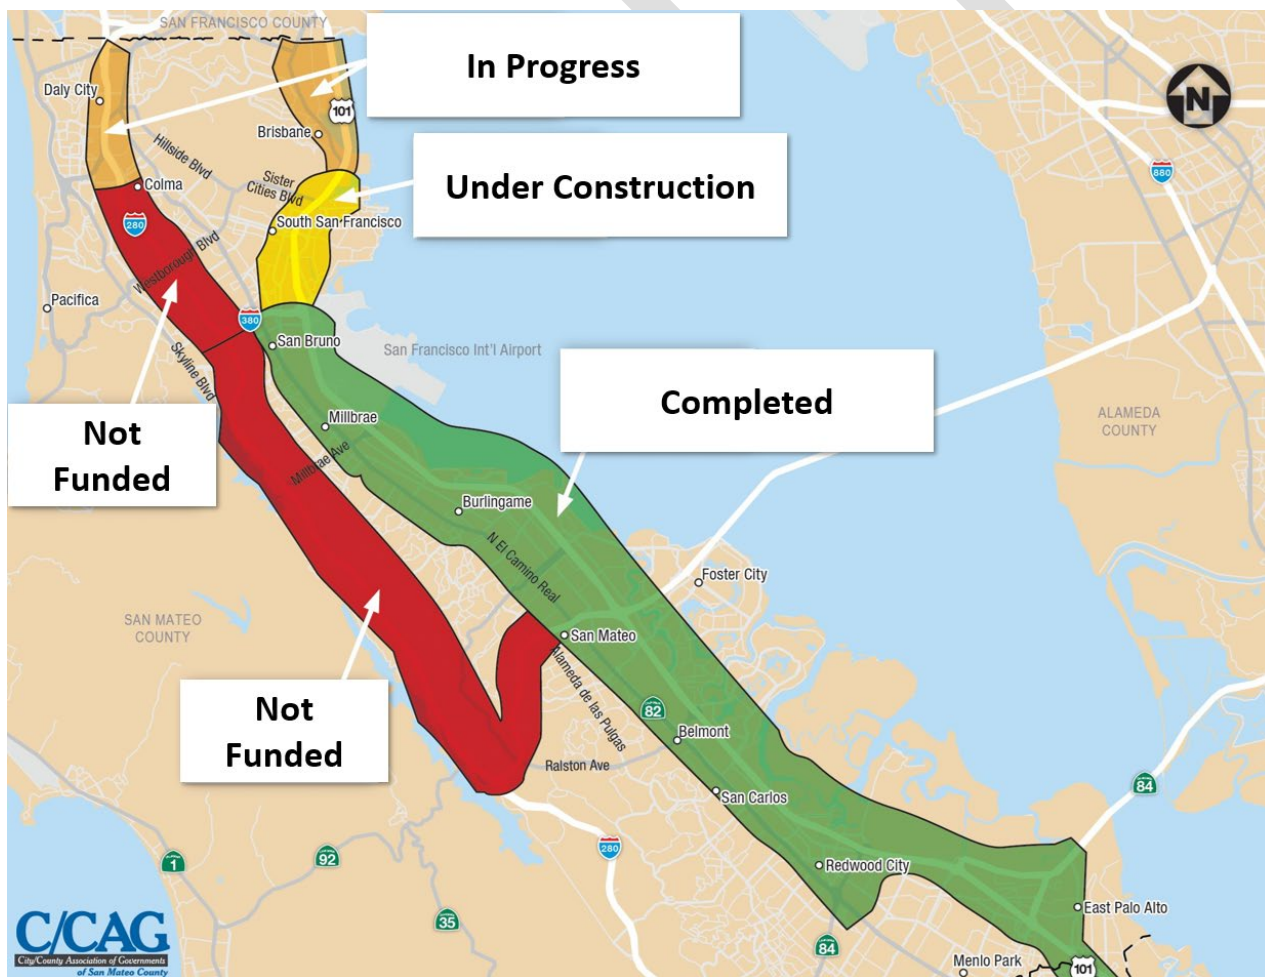 SAN FRANCISCO COUNTY
In Progress
Daly City
101
Brisbane
Hillside Blvd
880
Sister
Cities Blvd
Under Construction
Colma
280
South San Francisco
Westborough Blvd
N
Pacifica
380
San Bruno
San Francisco Int'l Airport
Skyline Blvd
Completed
ALAMEDA
COUNTY
Not
Funded
Millbrae
Millbrae Ave
Burlingame
N El Camino Real
Foster City
SAN MATEO
COUNTY
San Mateo
Alameda de las Pulgas
Not
Funded
82
Belmont
Ralston Ave
San Carlos
84
280
1
92
Redwood City
35
East Palo Alto
84
Menlo Park
101
C/CAG
City/County Association of Governments
of San Mateo County